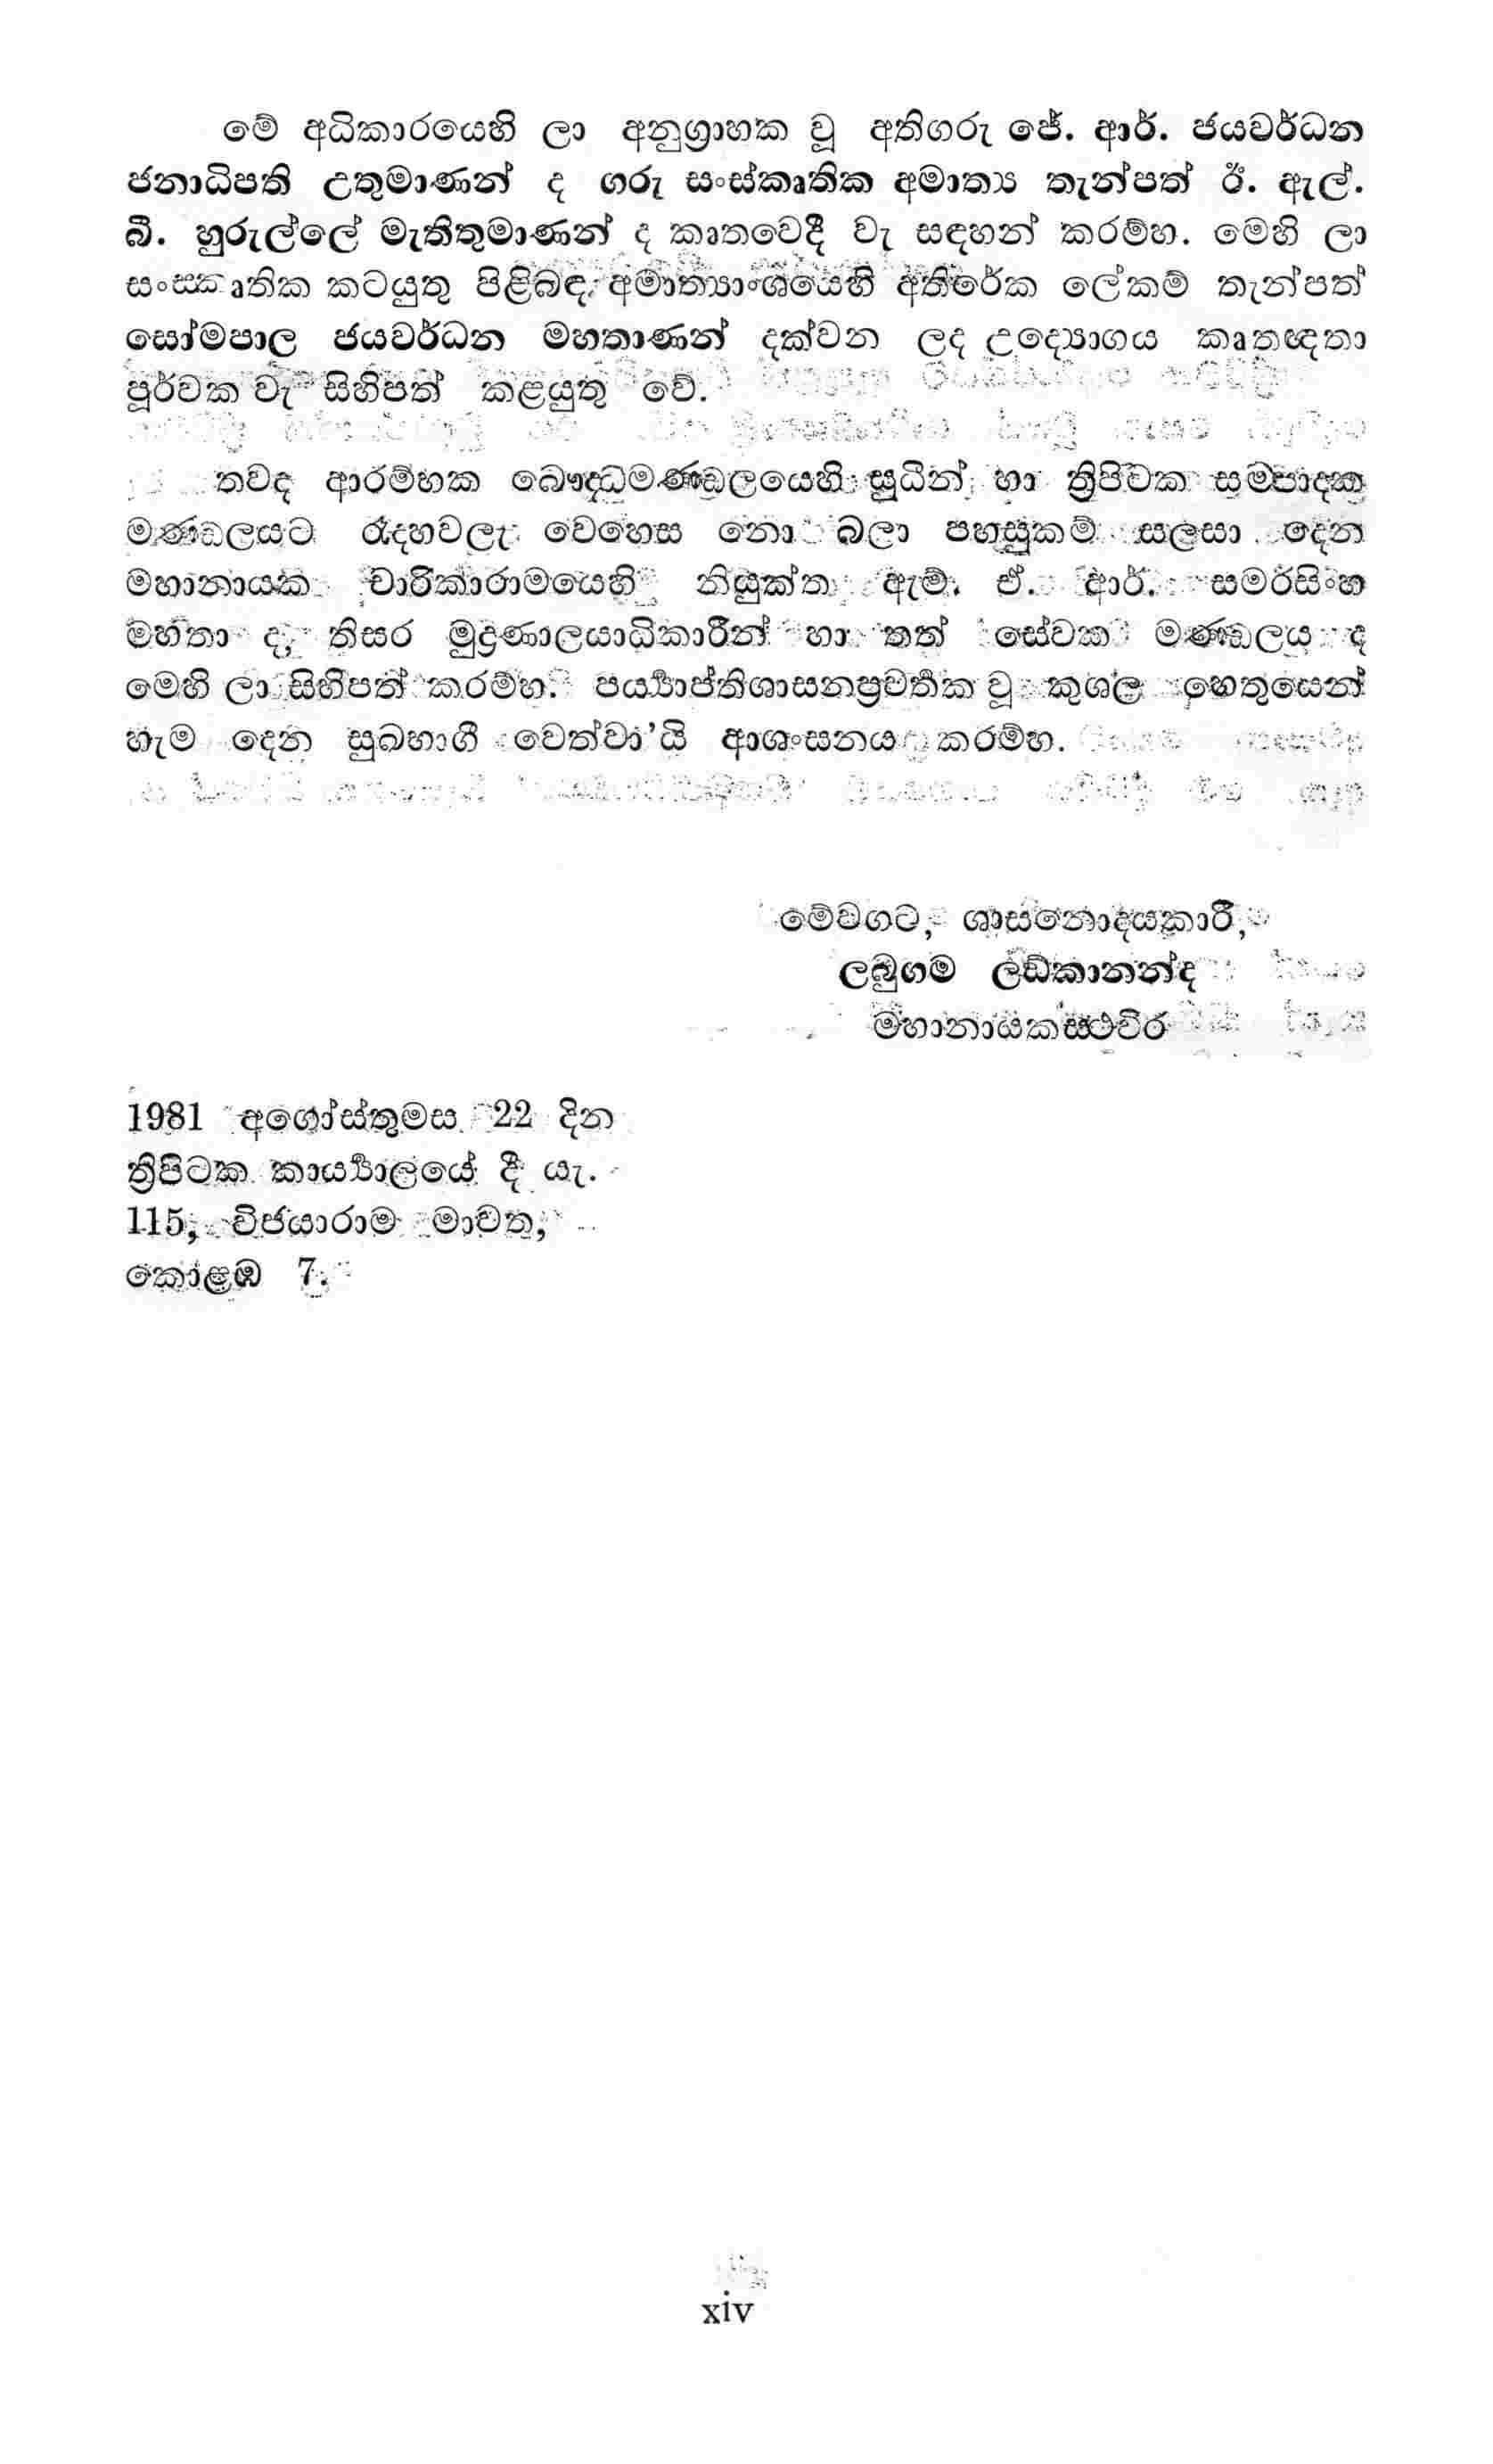 මේ අධිකාරයෙහි ලා අනුග්‍රාහක වූ අතිගරු ජේ. ආර්. ජයවර්ධන
ජනාධිපති උතුමාණන් ද ගරු සංස්කෘතික අමාත්‍ය තැන්පත් ඊ. ඇල්.
බී. හුරුල්ලේ මැතිතුමාණන් ද කෘතවෙදී වැ සඳහන් කරම්හ. මෙහි ලා
සංස්කෘතික කටයුතු පිළිබඳ අමාත්‍යාංශයෙහි අතිරේක ලේකම් තැන්පත්
සෝමපාල ජයවර්ධන මහතාණන් දක්වන ලද උද්‍යොගය කෘතඥතා
පූර්වක වැ සිහිපත් කළයුතු වේ.
තවද ආරම්භක බෞද්ධමණ්ඩලයෙහි සුධීන් හා ත්‍රිපිටක සම්පාදක
මණ්ඩලයට රෑදහවලැ වෙහෙස නො බලා පහසුකම් සලසා දෙන
මහානායක චාරිකාරාමයෙහි නියුක්ත ඇම්. ඒ. ආර්. සමරසිංහ
මහතා ද, තිසර මුද්‍රණාලයාධිකාරීන් හා තත් සේවක මණ්ඩලය ද
මෙහි ලා සිහිපත් කරම්හ. පර්‍ය්‍යාප්තිශාසනප්‍රවර්තක වූ කුශල හෙතුසෙන්
හැම දෙන සුඛභාගී වෙත්වා’යි ආශංසනය කරම්හ.
මේවගට, ශාසනොදයකාරී,
ලබුගම ලඞ්කානන්ද
මහානායකස්ථවිර
1981 අගෝස්තුමස 22 දින
ත්‍රිපිටක කාර්‍ය්‍යාලයේ දී යැ.
115, විජයාරාම මාවත,
කොළඹ 7.
xiv